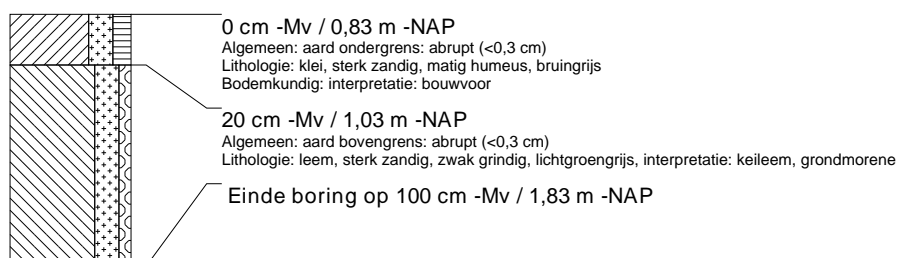 0 cm -Mv / 0,83 m -NAP
Algemeen: aard ondergrens: abrupt (<0,3 cm)
Lithologie: klei, sterk zandig, matig humeus, bruingrijs
Bodemkundig: interpretatie: bouwvoor
20 cm -Mv / 1,03 m -NAP
Algemeen: aard bovengrens: abrupt (<0,3 cm)
Lithologie: leem, sterk zandig, zwak grindig, lichtgroengrijs, interpretatie: keileem, grondmorene
Einde boring op 100 cm -Mv / 1,83 m -NAP